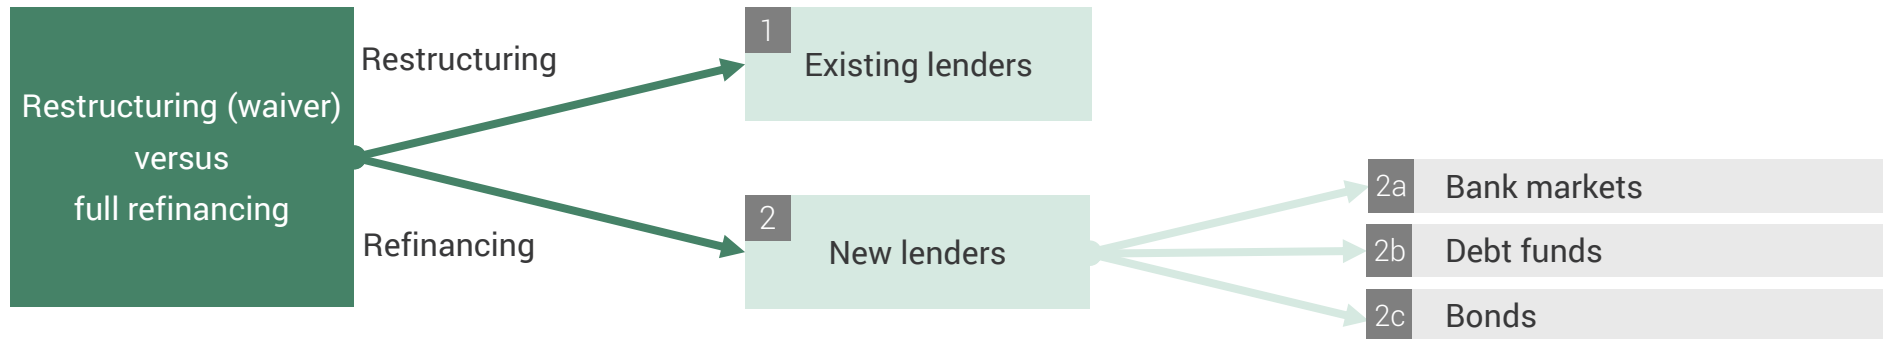 Restructuring (waiver)
versus
full refinancing
Restructuring
Refinancing
1
Existing lenders
2
New lenders
2a Bank markets
2b Debt funds
2c Bonds